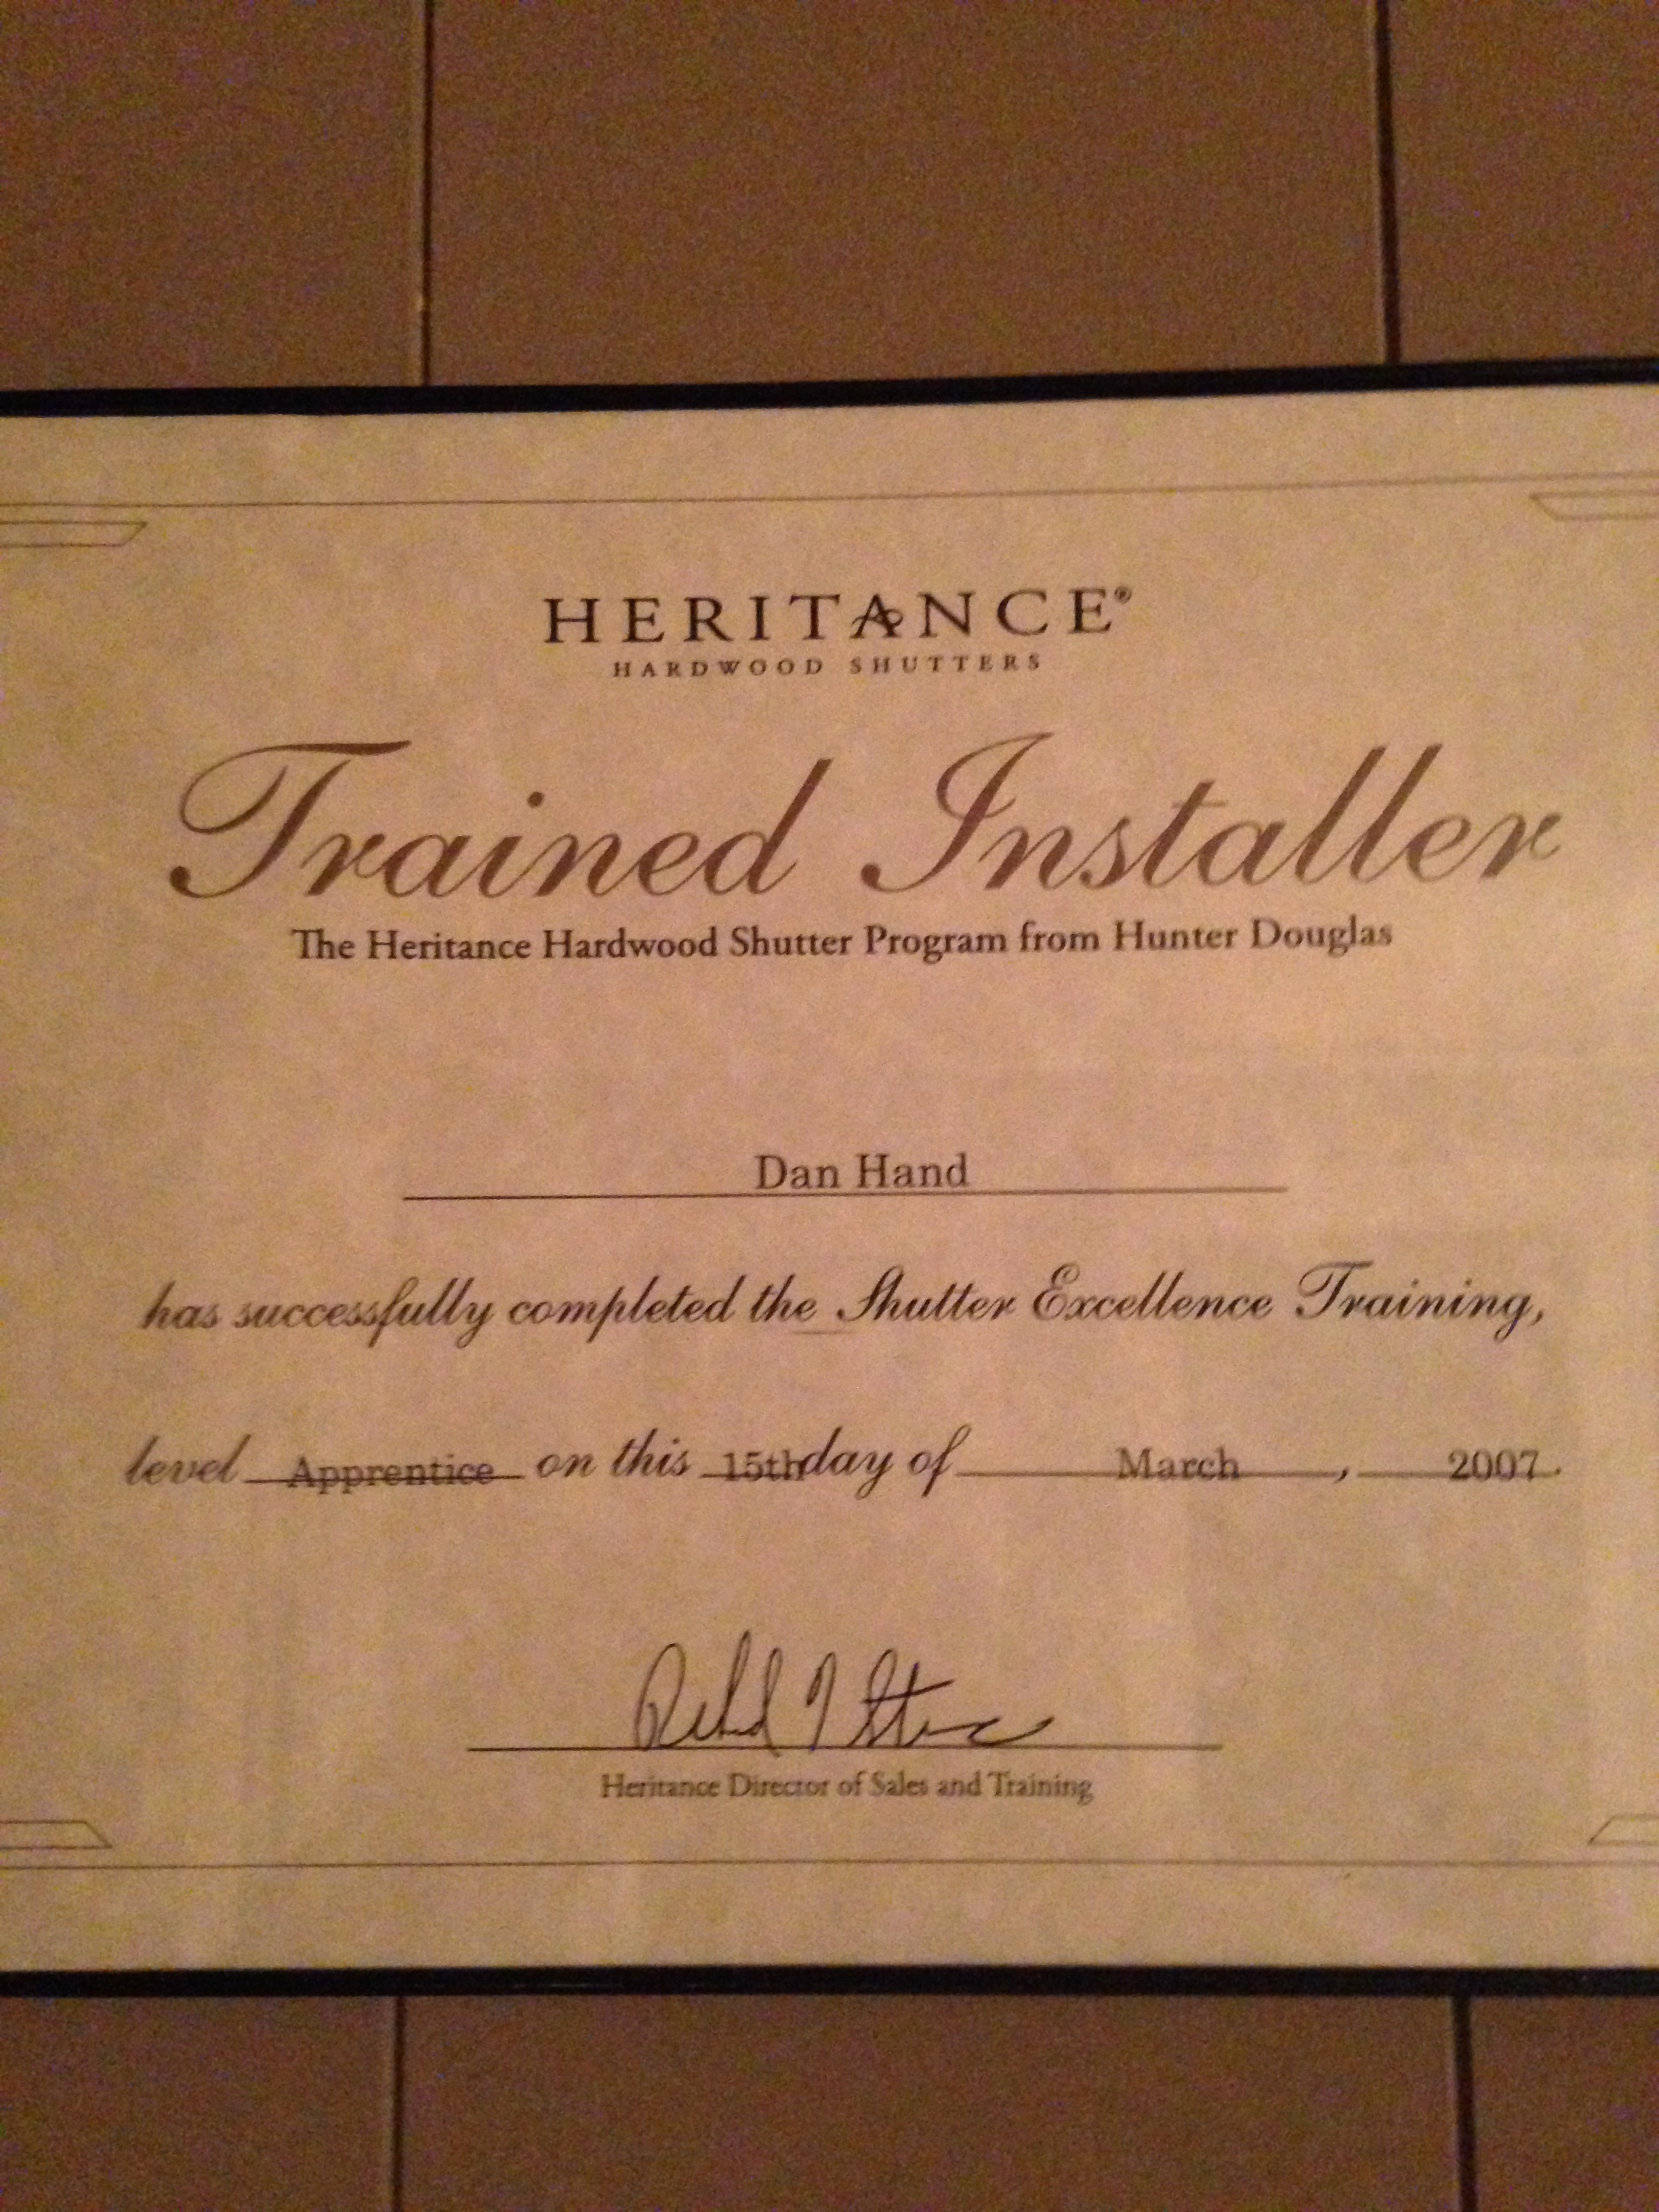 HERITANCE®
HARDWOOD SHUTTERS
Trained Installer
The Heritance Hardwood Shutter Program from Hunter Douglas
Dan Hand
has successfully completed the Shutter Excellence Training,
level Apprentice on this 15th day of March, 2007.
Heritance Director of Sales and Training